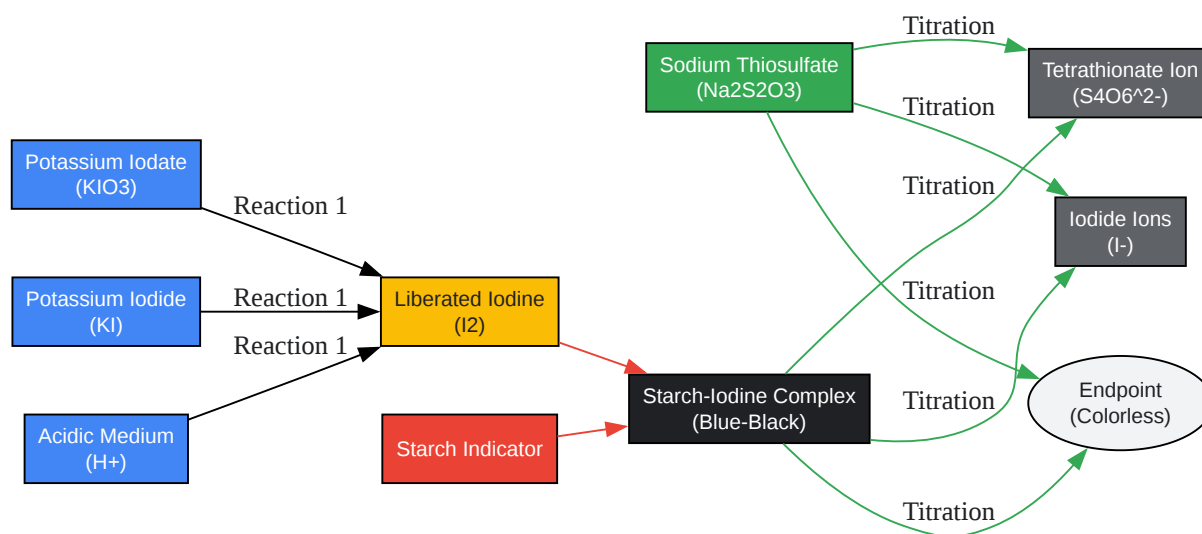 Titration
Sodium Thiosulfate
(Na2S2O3)
Tetrathionate Ion
(S4O6^2-)
Titration
Potassium Iodate
(KIO3)
Reaction 1
Titration
Iodide Ions
(I-)
Potassium Iodide
(KI)
Reaction 1
Liberated Iodine
(I2)
Titration
Reaction 1
Starch-Iodine Complex
(Blue-Black)
Titration
Endpoint
(Colorless)
Acidic Medium
(H+)
Starch Indicator
Titration